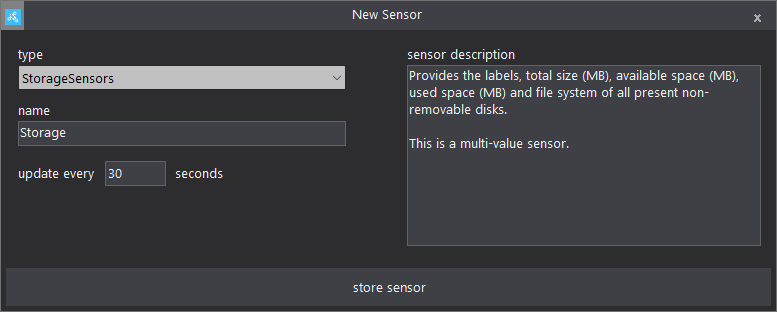 New Sensor
x
type
StorageSensors
name
Storage
update every 30 seconds
sensor description
Provides the labels, total size (MB), available space (MB),
used space (MB) and file system of all present non-
removable disks.
This is a multi-value sensor.
store sensor